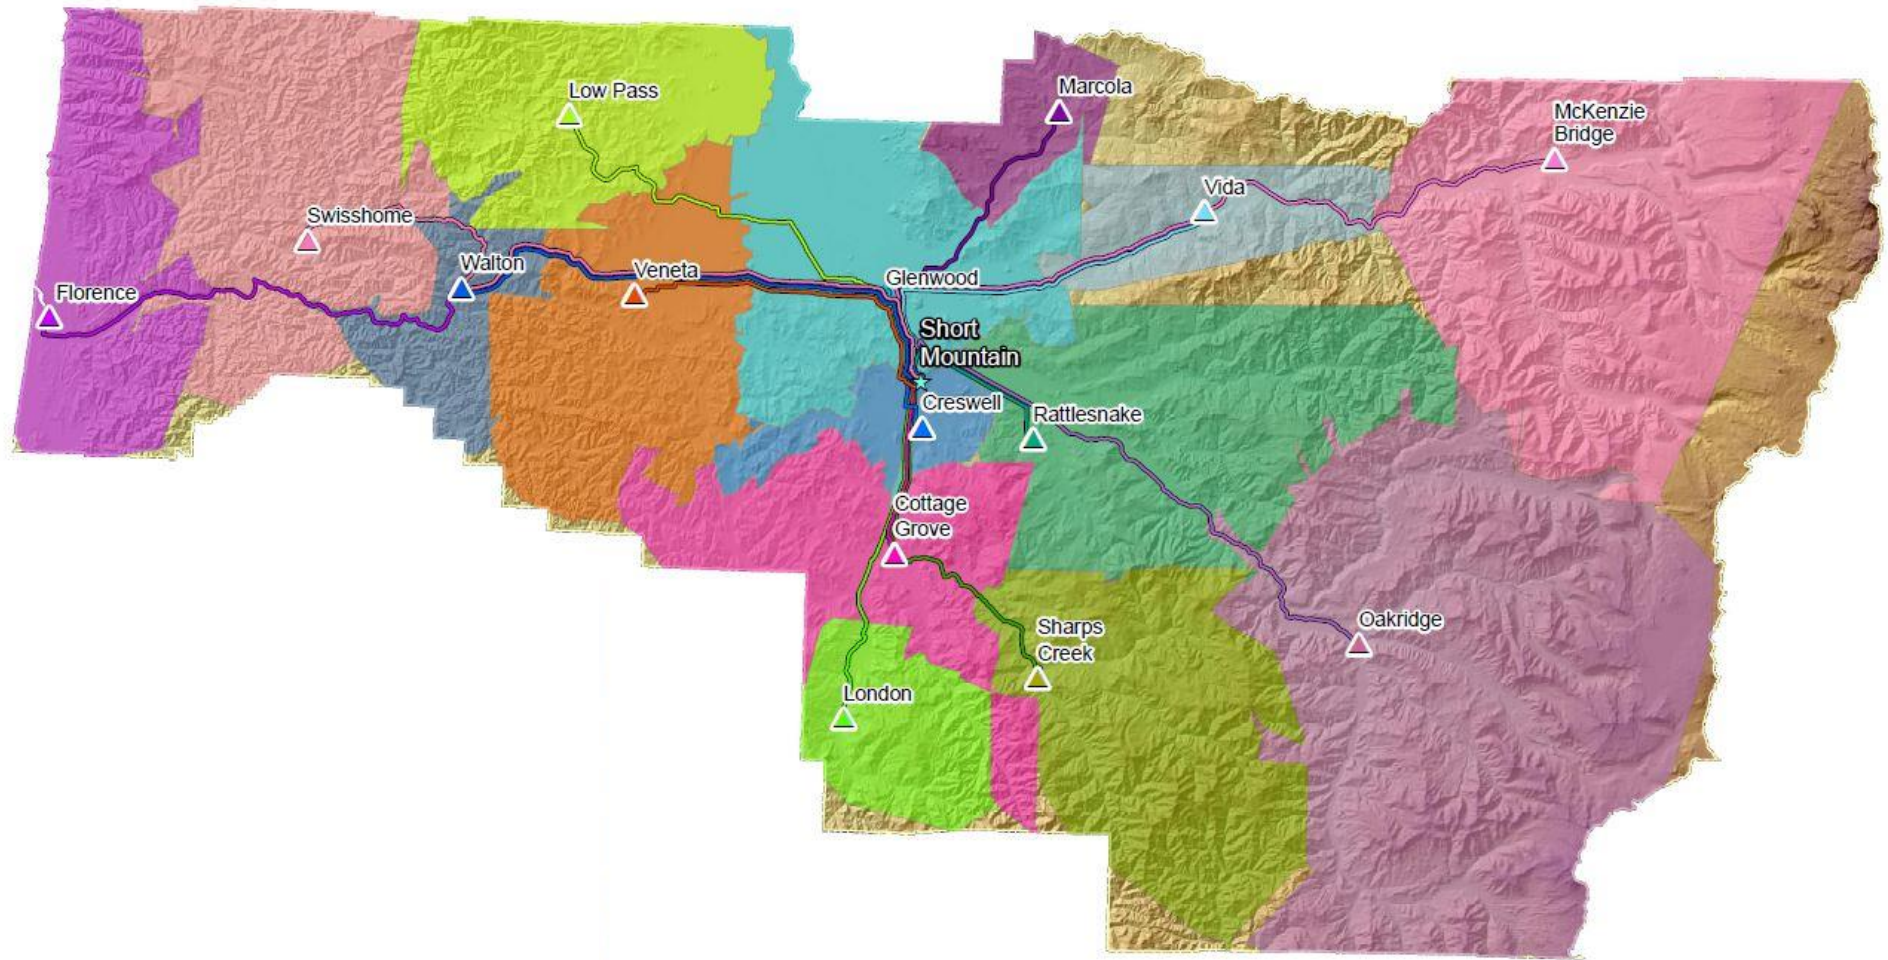 Low Pass
Marcola
McKenzie
Bridge
Vida
Swisshome
Walton
Veneta
Glenwood
Florence
Short
Mountain
Creswell
Rattlesnake
Cottage
Grove
Oakridge
Sharps
Creek
London